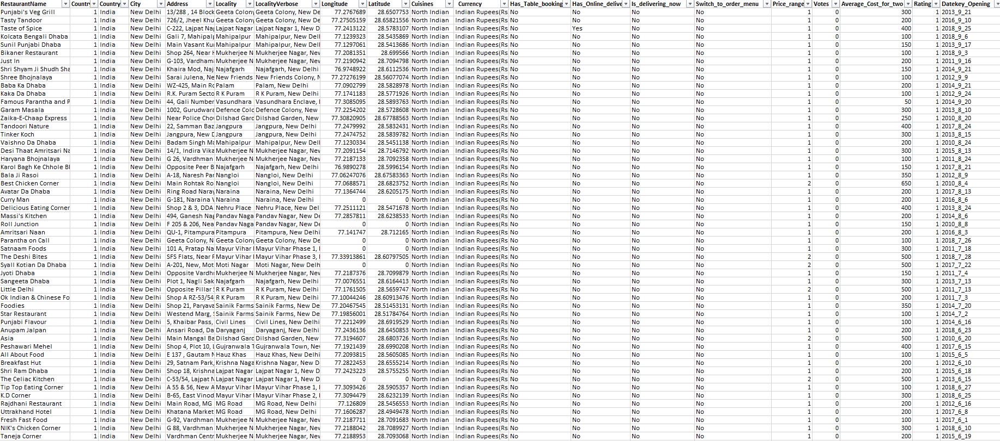 RestaurantName Countr Country City Address Locality LocalityVerbose Longitude Latitude Cuisines Currency Has_Table_booking Has_Online_delive Is_delivering_now Switch_to_order_menu Price_range Votes Average_Cost_for_two Rating Datekey_Opening
Punjabi's Veg Grill 1 India New Delhi 13/288 , 14 Block Geeta Colony Geeta Colony, New De 77.2767689 28.6507753 North Indian Indian Rupees(Rs No No No No 1 0 300 1 2013_9_21
Tasty Tandoor 1 India New Delhi 726/2, Jheel Khu Geeta Colony Geeta Colony, New De 77.27505159 28.65821556 North Indian Indian Rupees(Rs No No No No 1 0 200 1 2016_9_10
Taste of Spice 1 India New Delhi C-222, Lajpat Nag Lajpat Nagar Lajpat Nagar 1, New D 77.2413122 28.5783107 North Indian Indian Rupees(Rs No Yes No No 1 0 400 1 2018_9_25
Kolcata Bengali Dhaba 1 India New Delhi Gali 7, Mahipalp Mahipalpur Mahipalpur, New Del 77.1239323 28.5435869 North Indian Indian Rupees(Rs No No No No 1 0 100 1 2018_9_6
Sunil Punjabi Dhaba 1 India New Delhi Main Vasant Kun Mahipalpur Mahipalpur, New Del 77.1297061 28.5413686 North Indian Indian Rupees(Rs No No No No 1 0 150 1 2013_9_17
Bikaner Restaurant 1 India New Delhi Shop 264, Near H Mukherjee N Mukherjee Nagar, New 77.2081351 28.699566 North Indian Indian Rupees(Rs No No No No 1 0 100 1 2018_9_3
Just In 1 India New Delhi G-103, Vardhama Mukherjee N Mukherjee Nagar, New 77.2190942 28.7094798 North Indian Indian Rupees(Rs No No No No 1 0 200 1 2011_9_16
Shri Shyam Ji Shudh Sha 1 India New Delhi Khaira Mod, Naj Najafgarh Najafgarh, New Delhi 76.9748922 28.6112536 North Indian Indian Rupees(Rs No No No No 1 0 150 1 2014_9_21
Shree Bhojnalaya 1 India New Delhi Sarai Julena, Ne New Friends New Friends Colony, N 77.27276199 28.56077074 North Indian Indian Rupees(Rs No No No No 1 0 100 1 2012_9_9
Baba Ka Dhaba 1 India New Delhi WZ-425, Main Ro Palam Palam, New Delhi 77.0902799 28.5828978 North Indian Indian Rupees(Rs No No No No 1 0 200 1 2014_9_21
Kaka Da Dhaba 1 India New Delhi R.K. Puram Secto R K Puram R K Puram, New Delhi 77.1741183 28.5771926 North Indian Indian Rupees(Rs No No No No 1 0 100 1 2012_9_24
Famous Parantha and P 1 India New Delhi 44, Gali Number Vasundhara Vasundhara Enclave, 77.3085095 28.5893763 North Indian Indian Rupees(Rs No No No No 1 0 50 1 2014_9_20
Garam Masala 1 India New Delhi 1002, Gurudwara Defence Colc Defence Colony, New 77.2254202 28.5728608 North Indian Indian Rupees(Rs No No No No 1 0 300 1 2013_8_10
Zaika-E-Chaap Express 1 India New Delhi Near Police Chov Dilshad Gard Dilshad Garden, New 77.30820905 28.67788563 North Indian Indian Rupees(Rs No No No No 1 0 250 1 2010_8_20
Tandoori Nature 1 India New Delhi 22, Samman Baz Jangpura Jangpura, New Delhi 77.2479992 28.5832431 North Indian Indian Rupees(Rs No No No No 1 0 400 1 2017_8_24
Tinker Koch 1 India New Delhi Jangpura, New D Jangpura Jangpura, New Delhi 77.2474752 28.5839782 North Indian Indian Rupees(Rs No No No No 1 0 300 1 2013_8_15
Vaishno Da Dhaba 1 India New Delhi Badam Singh Ma Mahipalpur Mahipalpur, New Del 77.1230334 28.5451138 North Indian Indian Rupees(Rs No No No No 1 0 200 1 2010_8_24
Desi Thaat Amritsari Na 1 India New Delhi 14/1, Indira Vika Mukherjee N Mukherjee Nagar, New 77.2091154 28.7146792 North Indian Indian Rupees(Rs No No No No 1 0 300 1 2015_8_13
Haryana Bhojnalaya 1 India New Delhi G 26, Vardhman Mukherjee N Mukherjee Nagar, New 77.2187133 28.7092358 North Indian Indian Rupees(Rs No No No No 1 0 100 1 2011_8_24
Karol Bagh Ke Chhole Bl 1 India New Delhi Opposite Peer B Najafgarh Najafgarh, New Delhi 76.9890278 28.5996154 North Indian Indian Rupees(Rs No No No No 1 0 150 1 2017_8_21
Bala Ji Rasoi 1 India New Delhi A-18, Naresh Par Nangloi Nangloi, New Delhi 77.06247076 28.67583363 North Indian Indian Rupees(Rs No No No No 1 0 350 1 2012_8_9
Best Chicken Corner 1 India New Delhi Main Rohtak Ro Nangloi Nangloi, New Delhi 77.0688571 28.6823752 North Indian Indian Rupees(Rs No No No No 2 0 650 1 2010_8_4
Avatar Da Dhaba 1 India New Delhi Ring Road Naray Naraina Naraina, New Delhi 77.1364744 28.6205175 North Indian Indian Rupees(Rs No No No No 1 0 200 1 2017_8_13
Curry Man 1 India New Delhi G-181, Naraina V Naraina Naraina, New Delhi 0 0 North Indian Indian Rupees(Rs No No No No 1 0 200 1 2016_8_6
Delicious Eating Corner 1 India New Delhi Shop 2 & 3, DDA Nehru Place Nehru Place, New Del 77.2511121 28.5471678 North Indian Indian Rupees(Rs No No No No 1 0 400 1 2013_8_24
Massi's Kitchen 1 India New Delhi 494, Ganesh Nag Pandav Naga Pandav Nagar, New De 77.2857811 28.6238533 North Indian Indian Rupees(Rs No No No No 1 0 200 1 2014_8_6
Roll Junction 1 India New Delhi F 205 & 206, Nea Pandav Naga Pandav Nagar, New De 0 0 North Indian Indian Rupees(Rs No No No No 1 0 150 1 2010_8_8
Amritsari Naan 1 India New Delhi QU-1, Pitampura Pitampura Pitampura, New Delhi 77.141747 28.712165 North Indian Indian Rupees(Rs No No No No 1 0 200 1 2016_8_3
Parantha on Call 1 India New Delhi Geeta Colony, N Geeta Colony Geeta Colony, New De 0 0 North Indian Indian Rupees(Rs No No No No 1 0 100 1 2018_7_26
Satnaam Foods 1 India New Delhi 101 A, Pratap Na Mayur Vihar Mayur Vihar Phase 1, 0 0 North Indian Indian Rupees(Rs No No No No 1 0 300 1 2011_7_18
The Deshi Bites 1 India New Delhi SFS Flats, Near P Mayur Vihar Mayur Vihar Phase 3, 77.33913861 28.60797505 North Indian Indian Rupees(Rs No No No No 2 0 500 1 2018_7_28
Syall Kotian Da Dhaba 1 India New Delhi A-201, New, Mot Moti Nagar Moti Nagar, New Delh 0 0 North Indian Indian Rupees(Rs No No No No 2 0 500 1 2017_7_22
Jyoti Dhaba 1 India New Delhi Opposite Vardh Mukherjee N Mukherjee Nagar, New 77.2187376 28.7099879 North Indian Indian Rupees(Rs No No No No 1 0 150 1 2011_7_4
Sangeeta Dhaba 1 India New Delhi Plot 1, Nagli Sak Najafgarh Najafgarh, New Delhi 77.0076551 28.6164413 North Indian Indian Rupees(Rs No No No No 1 0 300 1 2013_7_13
Little Delhi 1 India New Delhi Opposite Pillar R K Puram R K Puram, New Delhi 77.1761505 28.5659747 North Indian Indian Rupees(Rs No No No No 2 0 500 1 2011_7_13
Ok Indian & Chinese Fo 1 India New Delhi Shop A RZ-53/54, R K Puram R K Puram, New Delhi 77.10044246 28.60913476 North Indian Indian Rupees(Rs No No No No 1 0 200 1 2011_7_3
Foodies 1 India New Delhi Shop 21, Paryava Sainik Farms Sainik Farms, New De 77.20467545 28.51453131 North Indian Indian Rupees(Rs No No No No 1 0 350 1 2014_7_20
Star Restaurant 1 India New Delhi Westend Marg, Sainik Farms Sainik Farms, New De 77.19856001 28.51784764 North Indian Indian Rupees(Rs No No No No 1 0 100 1 2014_7_2
Punjabi Flavour 1 India New Delhi 5, Khaibar Pass, Civil Lines Civil Lines, New Delhi 77.2212499 28.6919529 North Indian Indian Rupees(Rs No No No No 1 0 100 1 2014_6_16
Anupam Jalpan 1 India New Delhi Ansari Road, Da Daryaganj Daryaganj, New Delhi 77.2436136 28.6450853 North Indian Indian Rupees(Rs No No No No 1 0 200 1 2018_6_23
Asia 1 India New Delhi Main Mangal Ba Dilshad Gard Dilshad Garden, New 77.3194667 28.6803726 North Indian Indian Rupees(Rs No No No No 2 0 500 1 2010_6_20
Peshawari Mehel 1 India New Delhi Shop 4, Plot 10, L Gujranwala T Gujranwala Town, Nev 77.1921439 28.6990208 North Indian Indian Rupees(Rs No No No No 1 0 400 1 2017_6_15
All About Food 1 India New Delhi E 137 , Gautam N Hauz Khas Hauz Khas, New Delhi 77.2093815 28.5605085 North Indian Indian Rupees(Rs No No No No 1 0 100 1 2015_6_5
Breakfast Hut 1 India New Delhi 29, Satnam Park, Krishna Naga Krishna Nagar, New D 77.2822453 28.6555214 North Indian Indian Rupees(Rs No No No No 1 0 200 1 2012_6_10
Shri Ram Dhaba 1 India New Delhi Shop 18, Krishna Lajpat Nagar Lajpat Nagar 1, New D 77.2423223 28.5755255 North Indian Indian Rupees(Rs No No No No 1 0 200 1 2015_6_18
The Celiac Kitchen 1 India New Delhi C-53/54, Lajpat N Lajpat Nagar Lajpat Nagar 1, New D 0 0 North Indian Indian Rupees(Rs No No No No 2 0 500 1 2013_6_15
Tip Top Eating Corner 1 India New Delhi A 55 & 56, New A Mayur Vihar Mayur Vihar Phase 1, 77.3093426 28.5905357 North Indian Indian Rupees(Rs No No No No 1 0 100 1 2018_6_27
K.D Corner 1 India New Delhi B-65, East Vinod Mayur Vihar Mayur Vihar Phase 2, 77.3094479 28.6232139 North Indian Indian Rupees(Rs No No No No 1 0 300 1 2018_6_25
Rajdhani Restaurant 1 India New Delhi Main Road, MG MG Road MG Road, New Delhi 77.126809 28.5456553 North Indian Indian Rupees(Rs No No No No 1 0 200 1 2012_6_16
Uttrakhand Hotel 1 India New Delhi Khatana Market MG Road MG Road, New Delhi 77.1606287 28.4949478 North Indian Indian Rupees(Rs No No No No 1 0 200 1 2017_6_8
Fresh Fast Food 1 India New Delhi G-92, Vardhman Mukherjee N Mukherjee Nagar, New 77.2187711 28.7091683 North Indian Indian Rupees(Rs No No No No 1 0 100 1 2017_6_1
NIK's Chicken Corner 1 India New Delhi G 88, Vardhman Mukherjee N Mukherjee Nagar, New 77.2188042 28.7089927 North Indian Indian Rupees(Rs No No No No 1 0 300 1 2018_6_10
Taneja Corner 1 India New Delhi Vardhman Centr Mukherjee N Mukherjee Nagar, New 77.2188953 28.7093068 North Indian Indian Rupees(Rs No No No No 1 0 200 1 2015_6_19